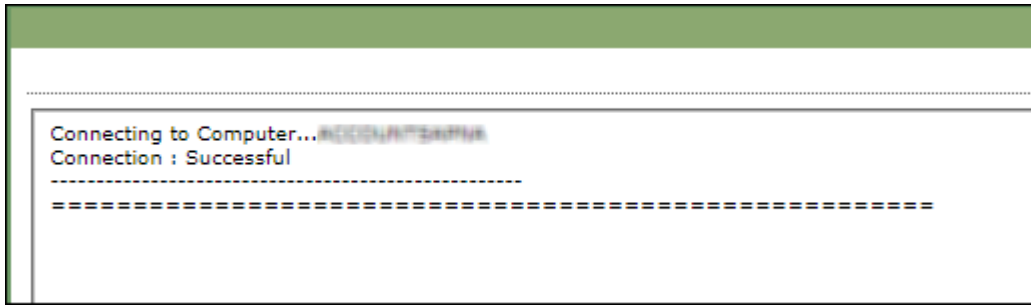 Connecting to Computer...
Connection : Successful
---------------------------------------------------
======================================================